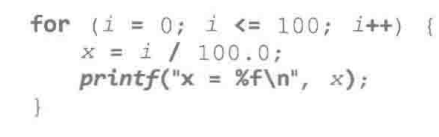 for (i = 0; i <= 100; i++) {
    x = i / 100.0;
    printf("x = %f\n", x);
}